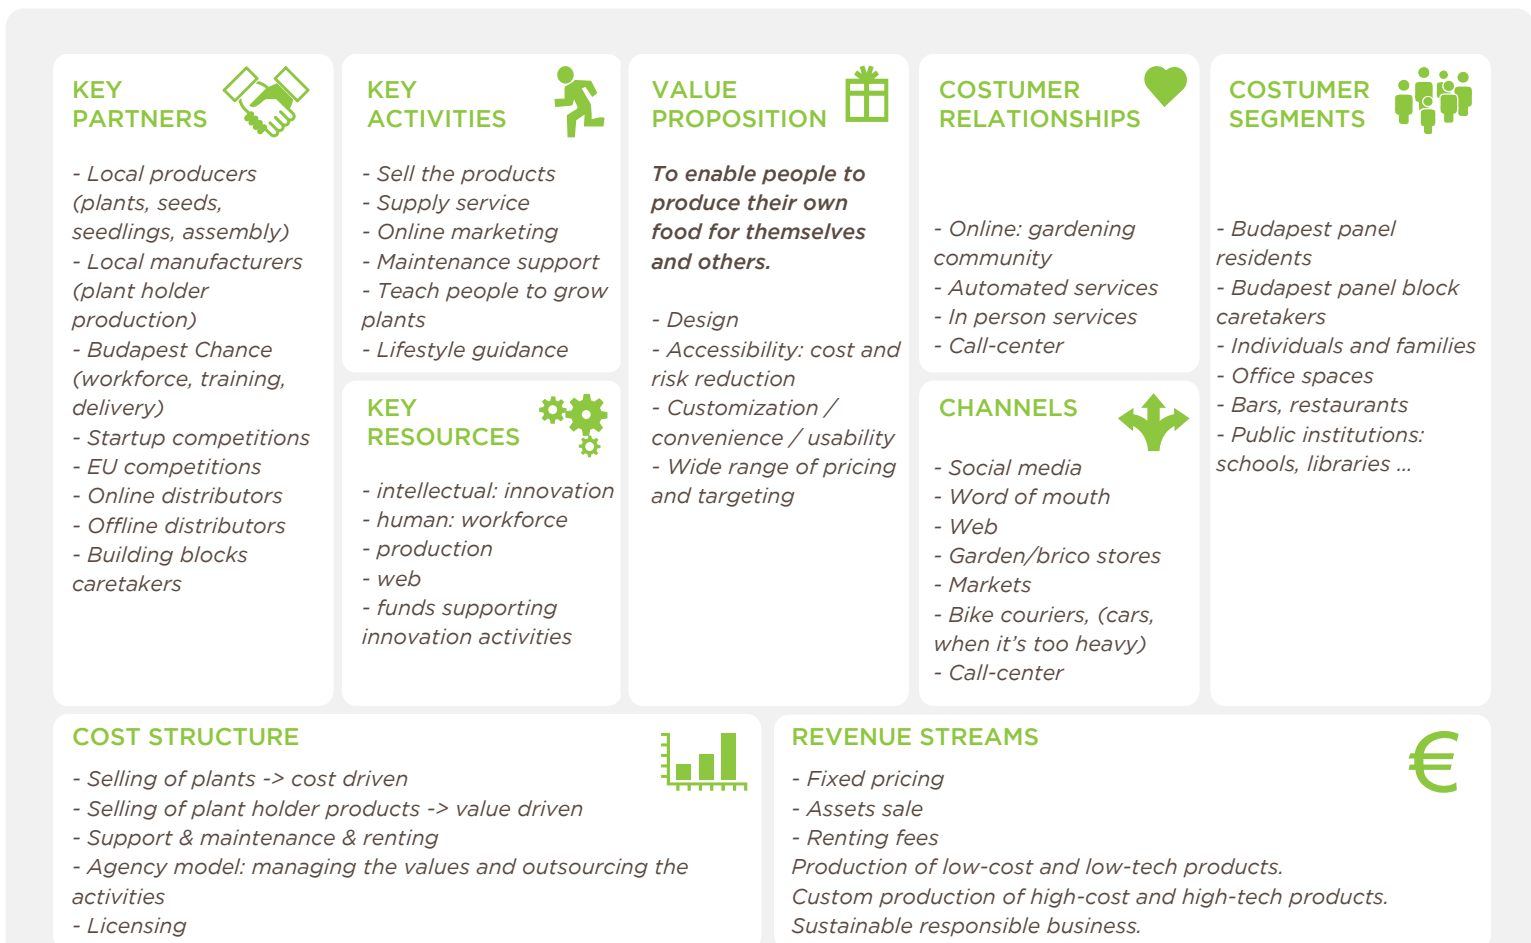 KEY
PARTNERS
- Local producers
(plants, seeds,
seedlings, assembly)
- Local manufacturers
(plant holder
production)
- Budapest Chance
(workforce, training,
delivery)
- Startup competitions
- EU competitions
- Online distributors
- Offline distributors
- Building blocks
caretakers
KEY
ACTIVITIES
- Sell the products
- Supply service
- Online marketing
- Maintenance support
- Teach people to grow
plants
- Lifestyle guidance
KEY
RESOURCES
- intellectual: innovation
- human: workforce
- production
- web
- funds supporting
innovation activities
VALUE
PROPOSITION
To enable people to
produce their own
food for themselves
and others.
- Design
- Accessibility: cost and
risk reduction
- Customization /
convenience / usability
- Wide range of pricing
and targeting
COSTUMER
RELATIONSHIPS
- Online: gardening
community
- Automated services
- In person services
- Call-center
CHANNELS
- Social media
- Word of mouth
- Web
- Garden/brico stores
- Markets
- Bike couriers, (cars,
when it's too heavy)
- Call-center
COSTUMER
SEGMENTS
- Budapest panel
residents
- Budapest panel block
caretakers
- Individuals and families
- Office spaces
- Bars, restaurants
- Public institutions:
schools, libraries ...
COST STRUCTURE
- Selling of plants -> cost driven
- Selling of plant holder products -> value driven
- Support & maintenance & renting
- Agency model: managing the values and outsourcing the
activities
- Licensing
REVENUE STREAMS
€
- Fixed pricing
- Assets sale
- Renting fees
Production of low-cost and low-tech products.
Custom production of high-cost and high-tech products.
Sustainable responsible business.